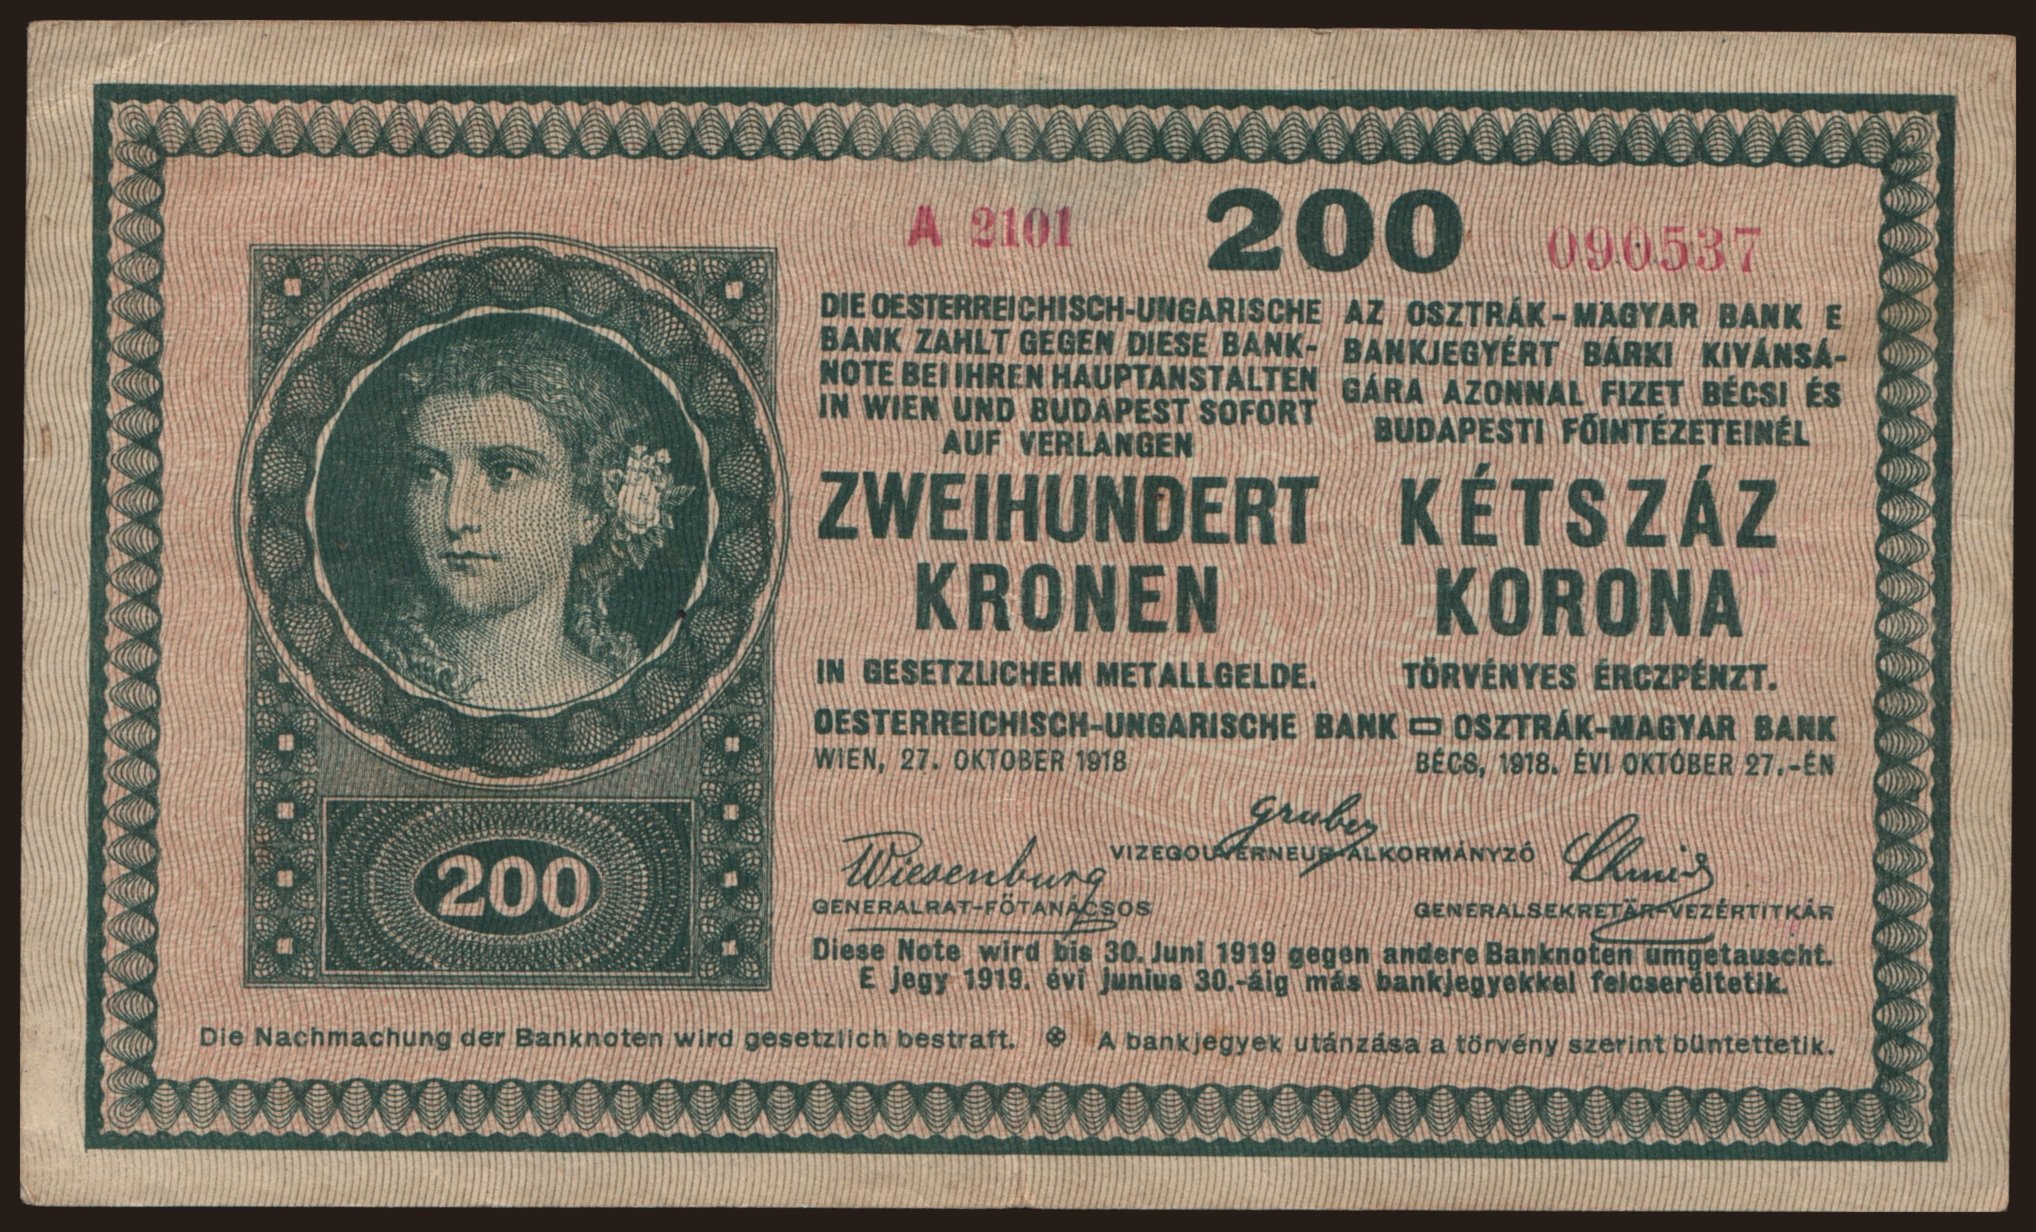 A 2101 200 090537
DIE OESTERREICHISCH-UNGARISCHE
BANK ZAHLT GEGEN DIESE BANK-
NOTE BEI IHREN HAUPTANSTALTEN
IN WIEN UND BUDAPEST SOFORT
AUF VERLANGEN
ZWEIHUNDERT
KRONEN
IN GESETZLICHEM METALLGELDE.
AZ OSZTRÁK-MAGYAR BANK E
BANKJEGYÉRT BÁRKI KIVÁNSÁ-
GÁRA AZONNAL FIZET BÉCSI ÉS
BUDAPESTI FŐINTÉZETEINÉL
KÉTSZÁZ
KORONA
TÖRVÉNYES ÉRCZPÉNZT.
OESTERREICHISCH-UNGARISCHE BANK OSZTRÁK-MAGYAR BANK
WIEN, 27. OKTOBER 1918 BÉCS, 1918. ÉVI OKTÓBER 27.-ÉN
Gruber
VIZEGOUVERNEUR-ALKORMÁNYZÓ
Wiesenburg
GENERALRAT-FŐTANÁCSOS
Schmid
GENERALSEKRETÄR-VEZÉRTITKÁR
200
Diese Note wird bis 30. Juni 1919 gegen andere Banknoten umgetauscht.
E jegy 1919. évi junius 30.-áig más bankjegyekkel felcseréltetik.
Die Nachmachung der Banknoten wird gesetzlich bestraft. A bankjegyek utánzása a törvény szerint büntettetik.